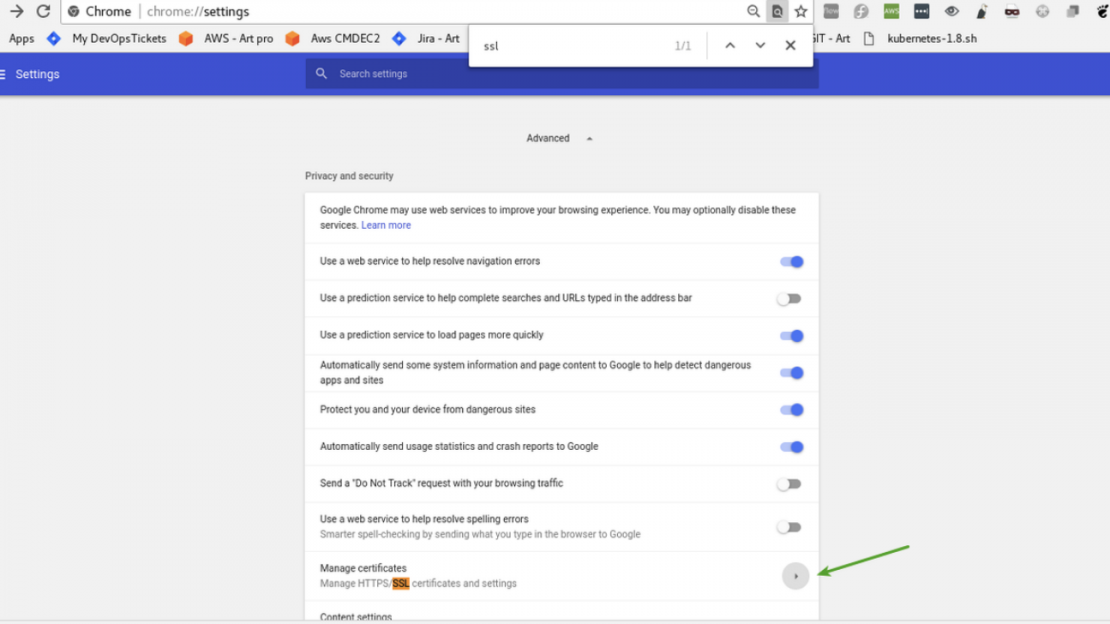 Chrome chrome://settings
Apps My DevOpsTickets AWS - Art pro Aws CMDEC2 Jira - Art GIT - Art kubernetes-1.8.sh
ssl 1/1
Settings Search settings
Advanced
Privacy and security
Google Chrome may use web services to improve your browsing experience. You may optionally disable these
services. Learn more
Use a web service to help resolve navigation errors
Use a prediction service to help complete searches and URLs typed in the address bar
Use a prediction service to load pages more quickly
Automatically send some system information and page content to Google to help detect dangerous
apps and sites
Protect you and your device from dangerous sites
Automatically send usage statistics and crash reports to Google
Send a "Do Not Track" request with your browsing traffic
Use a web service to help resolve spelling errors
Smarter spell-checking by sending what you type in the browser to Google
Manage certificates
Manage HTTPS/SSL certificates and settings
Content settings